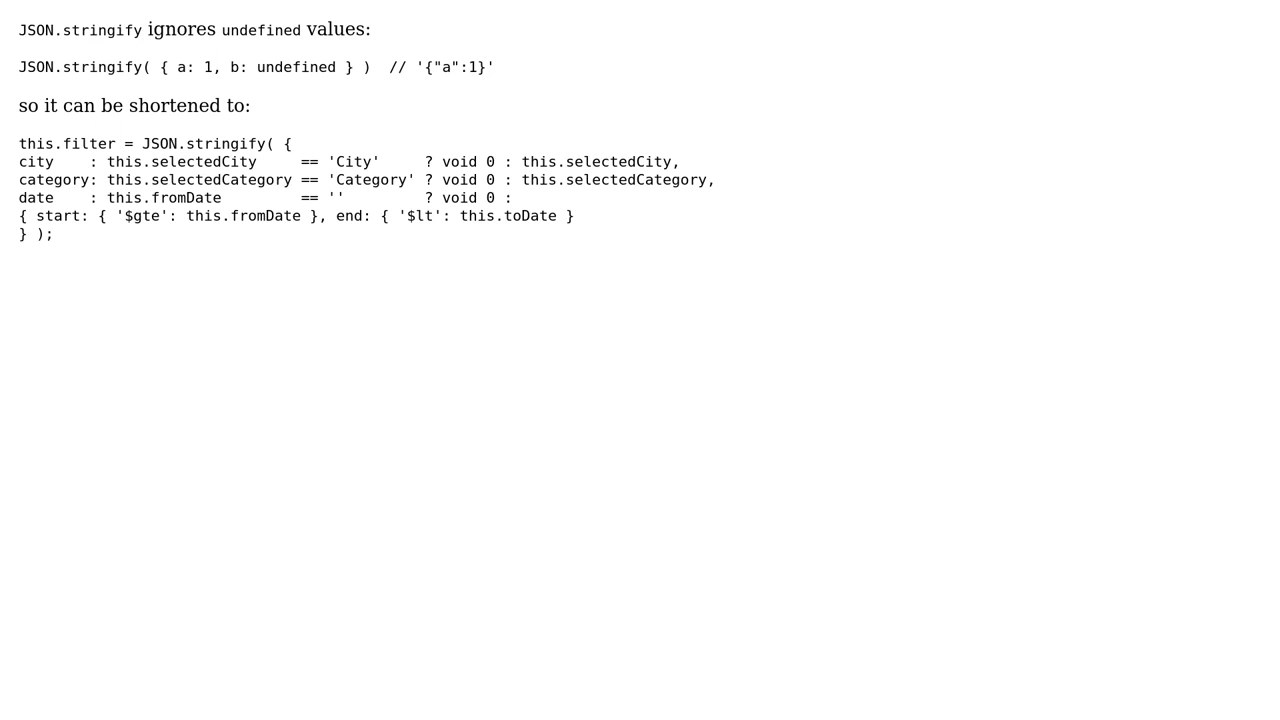 JSON.stringify ignores undefined values:
JSON.stringify( { a: 1, b: undefined } )  // '{"a":1}'
so it can be shortened to:
this.filter = JSON.stringify( {
city    : this.selectedCity     == 'City'     ? void 0 : this.selectedCity,
category: this.selectedCategory == 'Category' ? void 0 : this.selectedCategory,
date    : this.fromDate         == ''         ? void 0 :
{ start: { '$gte': this.fromDate }, end: { '$lt': this.toDate }
} );